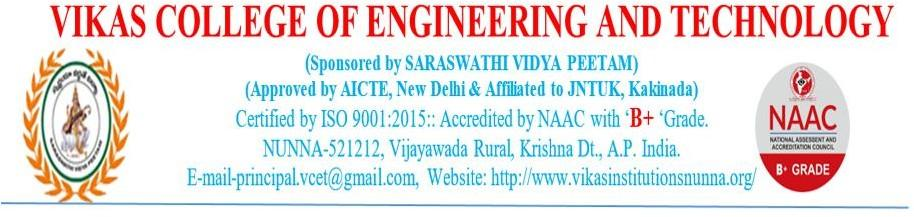 VIKAS COLLEGE OF ENGINEERING AND TECHNOLOGY
(Sponsored by SARASWATHI VIDYA PEETAM)
(Approved by AICTE, New Delhi & Affiliated to JNTUK, Kakinada)
Certified by ISO 9001:2015:: Accredited by NAAC with ‘B+ ‘Grade.
NUNNA-521212, Vijayawada Rural, Krishna Dt., A.P. India.
E-mail-principal.vcet@gmail.com, Website: http://www.vikasinstitutionsnunna.org/
NAAC
NATIONAL ASSESSENT AND
ACCREDITATION COUNCIL
B+ GRADE